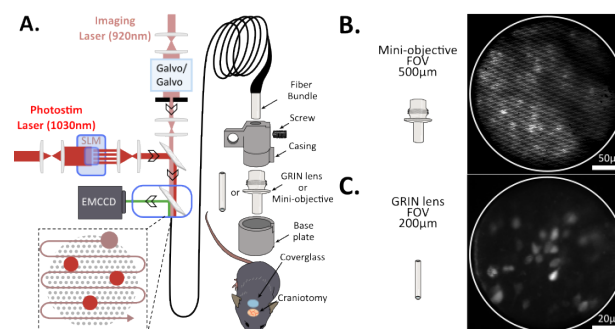 A.
Imaging
Laser (920nm)
Galvo/
Galvo
Photostim
Laser (1030nm)
SLM
EMCCD
Fiber
Bundle
Screw
Casing
or
GRIN lens
or
Mini-objective
Base
plate
Coverglass
Craniotomy
B.
Mini-objective
FOV
500μm
50μ
C.
GRIN lens
FOV
200μm
20μ